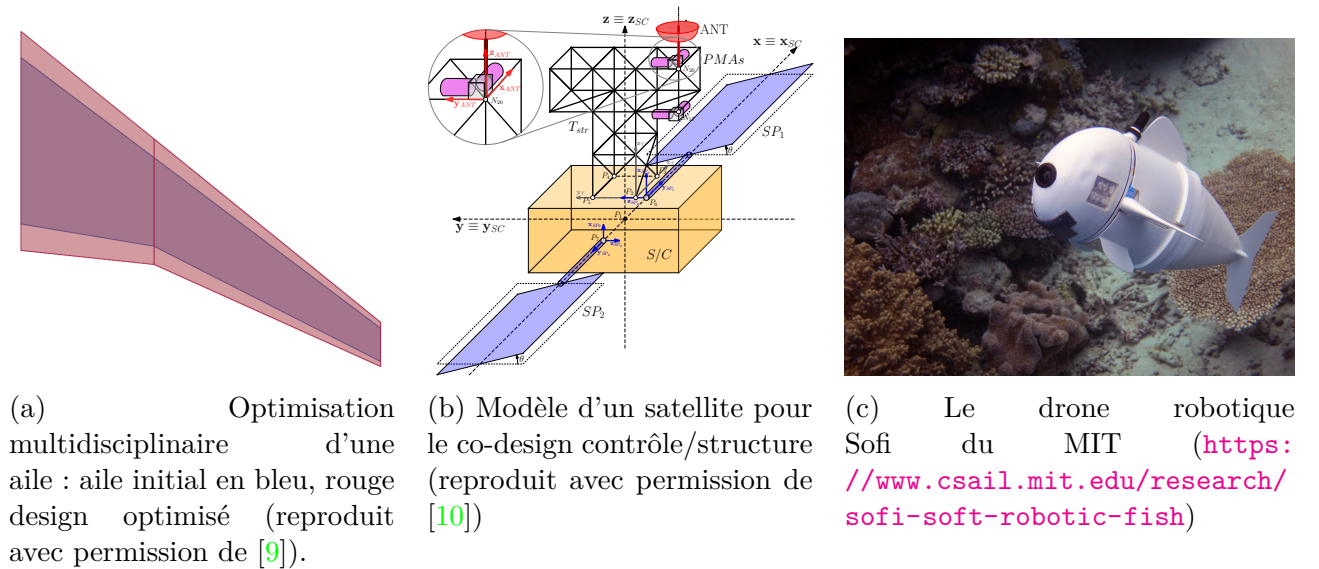 z ≡ z_SC
ANT
x ≡ x_SC
z_ANT
PMAs
x_ANT
N_20
y_ANT
N_20
T_str
SP_1
θ
P_5
P_6
y ≡ y_SC
S/C
SP_2
θ
(a) Optimisation
multidisciplinaire d'une
aile : aile initial en bleu, rouge
design optimisé (reproduit
avec permission de [9]).
(b) Modèle d'un satellite pour
le co-design contrôle/structure
(reproduit avec permission de
[10])
(c) Le drone robotique
Sofi du MIT (https:
//www.csail.mit.edu/research/
sofi-soft-robotic-fish)